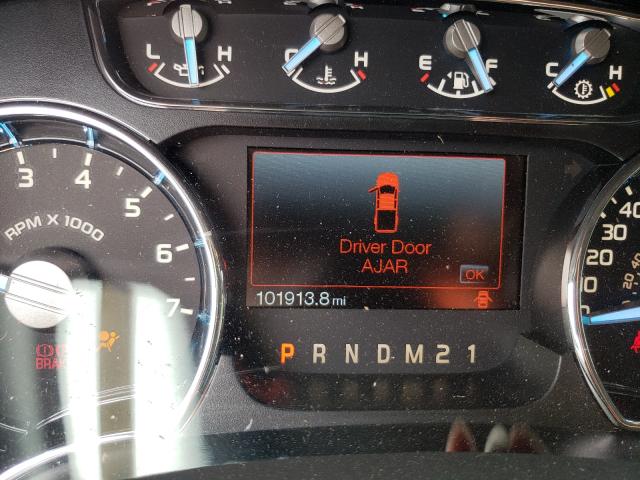 L H C H E F C H
3 4 5 6 7
RPM X 1000
Driver Door
AJAR
OK
101913.8 mi
P R N D M 2 1
BRAKE
40
30
20